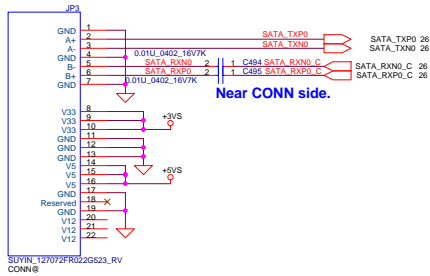 JP3
GND 1
A+ 2 SATA_TXP0 SATA_TXP0 26
A- 3 SATA_TXN0 SATA_TXN0 26
GND 4 0.01U_0402_16V7K
B- 5 SATA_RXN0 2 1 C494 SATA_RXN0_C SATA_RXN0_C 26
B+ 6 SATA_RXP0 2 1 C495 SATA_RXP0_C SATA_RXP0_C 26
GND 7 0.01U_0402_16V7K
Near CONN side.
V33 8
V33 9 +3VS
V33 10
GND 11
GND 12
GND 13
V5 14
V5 15 +5VS
V5 16
GND 17
Reserved 18
GND 19
V12 20
V12 21
V12 22
SUYIN_127072FR022G523_RV
CONN@